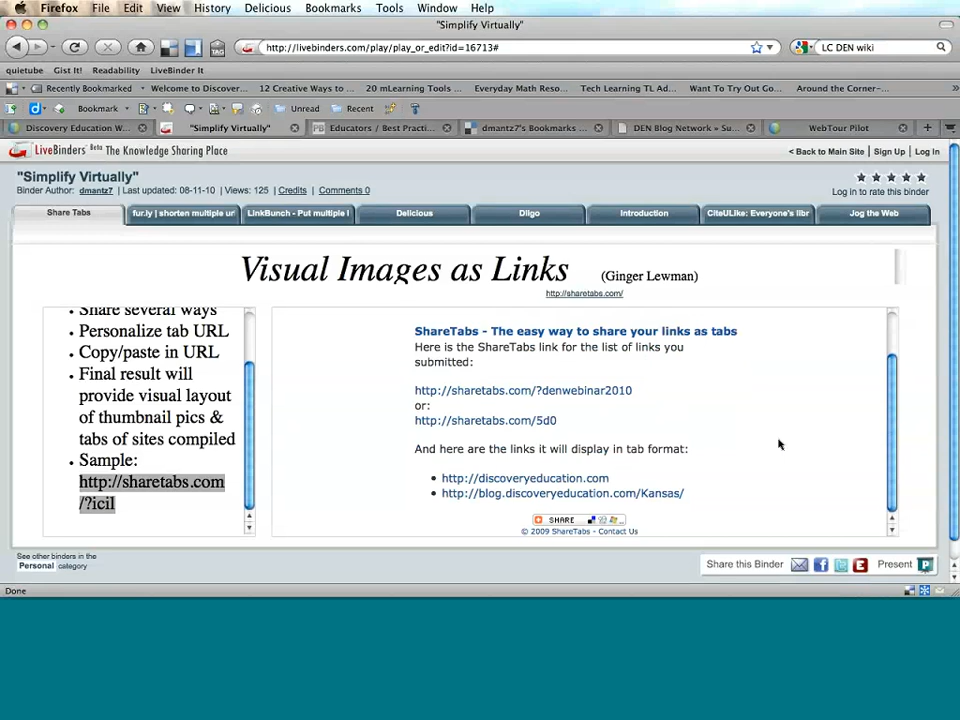 Firefox File Edit View History Delicious Bookmarks Tools Window Help
"Simplify Virtually"
http://livebinders.com/play/play_or_edit?id=16713#
LC DEN wiki
quietube Gist It! Readability LiveBinder It
Recently Bookmarked Welcome to Discover... 12 Creative Ways to ... 20 mLearning Tools ... Everyday Math Reso... Tech Learning TL Ad... Want To Try Out Go... Around the Corner-...
Bookmark Unread Recent
Discovery Education W... "Simplify Virtually" Educators / Best Practi... dmantz7's Bookmarks ... DEN Blog Network » Su... WebTour Pilot
LiveBinders Beta The Knowledge Sharing Place
< Back to Main Site | Sign Up | Log In
"Simplify Virtually"
Binder Author: dmantz7 | Last updated: 08-11-10 | Views: 125 | Credits | Comments 0
Log in to rate this binder
Share Tabs fur.ly | shorten multiple ur LinkBunch - Put multiple l Delicious Diigo Introduction CiteULike: Everyone's libr Jog the Web
Visual Images as Links (Ginger Lewman)
http://sharetabs.com/
• Share several ways
• Personalize tab URL
• Copy/paste in URL
• Final result will
provide visual layout
of thumbnail pics &
tabs of sites compiled
• Sample:
http://sharetabs.com
/?icil
ShareTabs - The easy way to share your links as tabs
Here is the ShareTabs link for the list of links you
submitted:
http://sharetabs.com/?denwebinar2010
or:
http://sharetabs.com/5d0
And here are the links it will display in tab format:
• http://discoveryeducation.com
• http://blog.discoveryeducation.com/Kansas/
SHARE
© 2009 ShareTabs - Contact Us
See other binders in the
Personal category
Share this Binder Present
Done